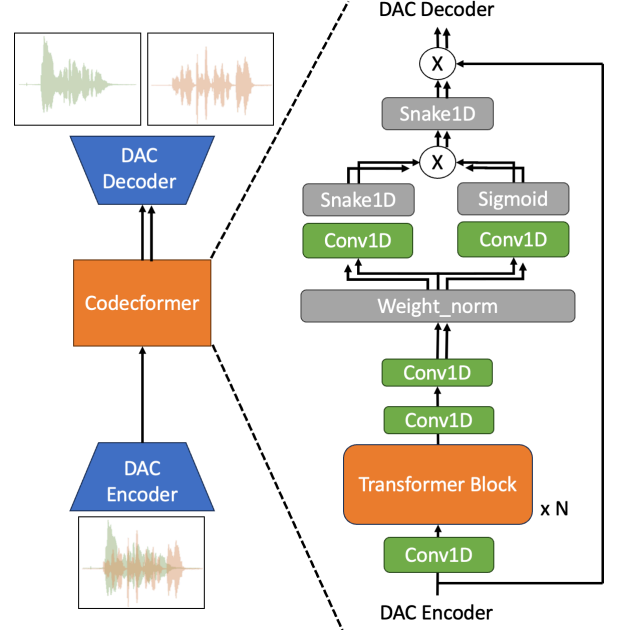 DAC
Decoder
Codecformer
DAC
Encoder
DAC Decoder
X
Snake1D
X
Snake1D
Sigmoid
Conv1D
Conv1D
Weight_norm
Conv1D
Conv1D
Transformer Block
x N
Conv1D
DAC Encoder